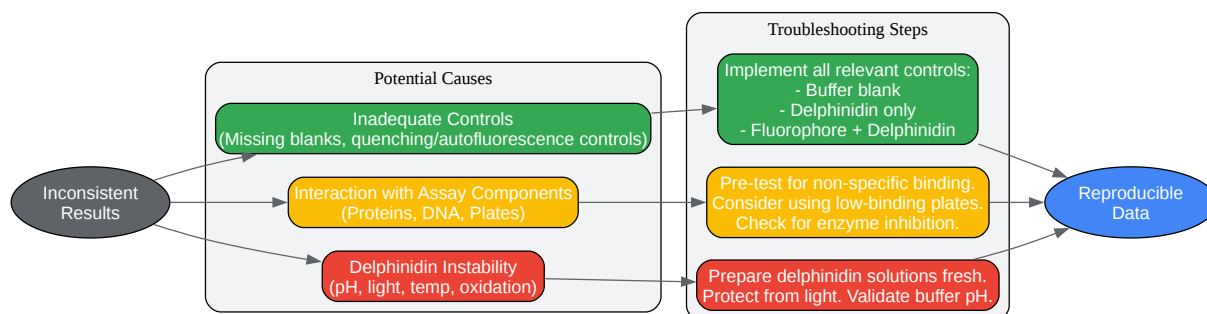 Troubleshooting Steps
Potential Causes
Implement all relevant controls:
- Buffer blank
- Delphinidin only
- Fluorophore + Delphinidin
Inadequate Controls
(Missing blanks, quenching/autofluorescence controls)
Inconsistent
Results
Interaction with Assay Components
(Proteins, DNA, Plates)
Pre-test for non-specific binding.
Consider using low-binding plates.
Check for enzyme inhibition.
Reproducible
Data
Delphinidin Instability
(pH, light, temp, oxidation)
Prepare delphinidin solutions fresh.
Protect from light. Validate buffer pH.